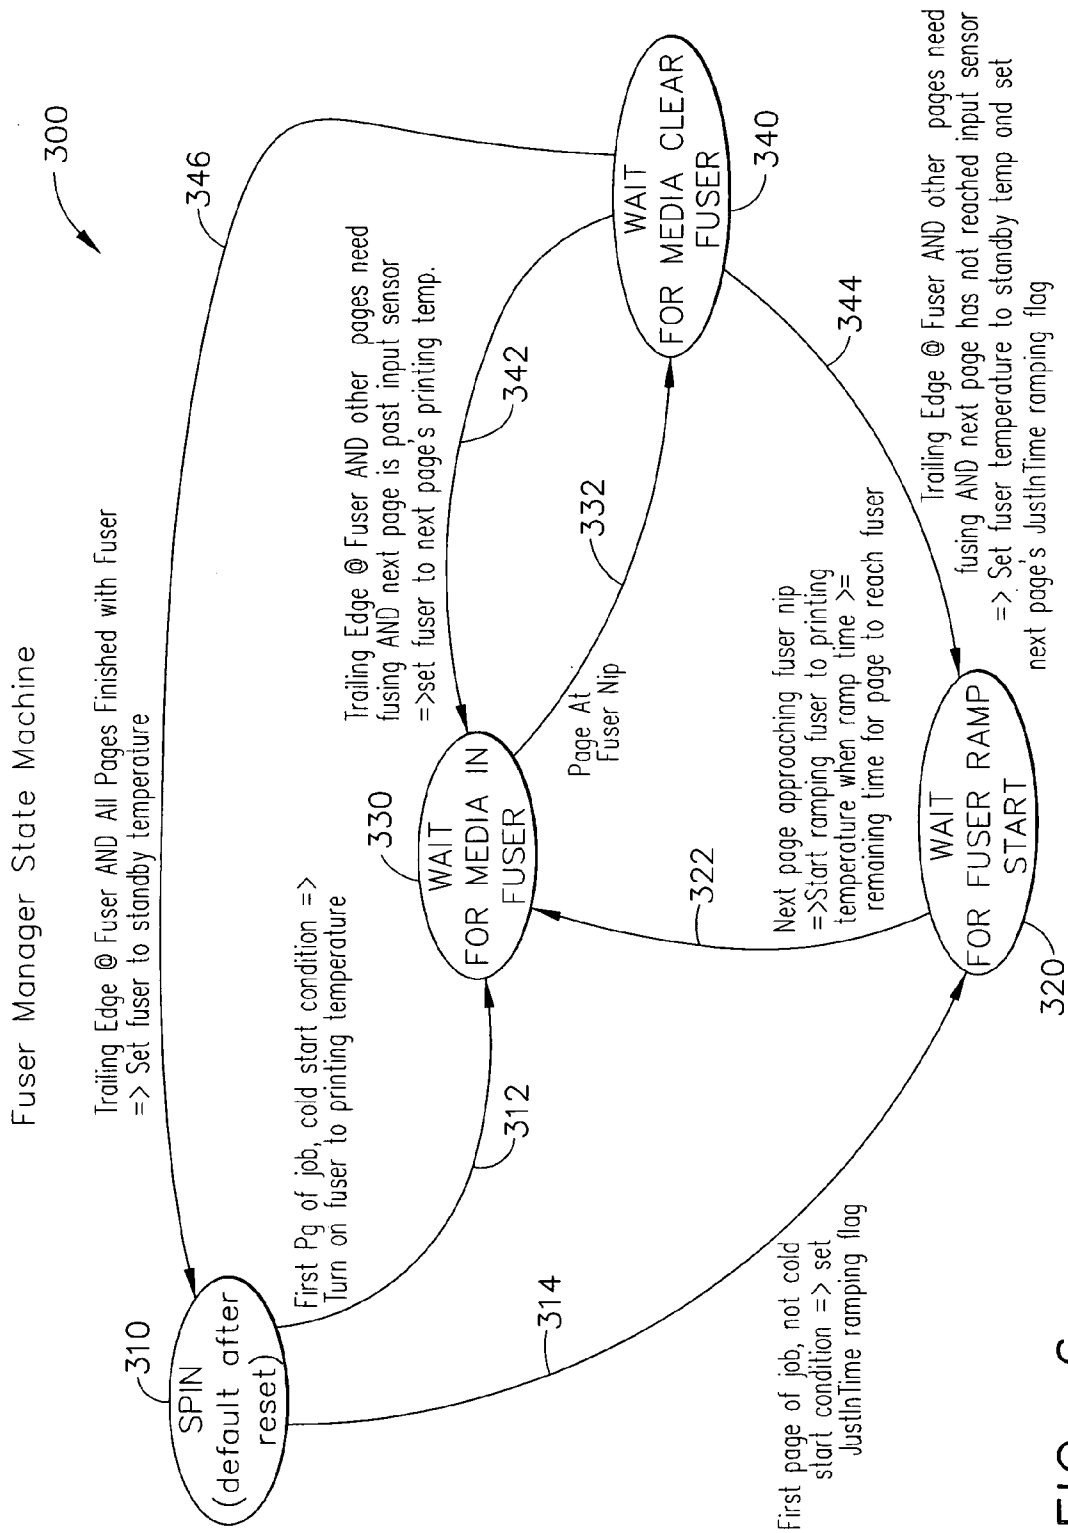 Fuser Manager State Machine
300
346
Trailing Edge @ Fuser AND All Pages Finished with Fuser
=> Set fuser to standby temperature
310
SPIN
(default after
reset)
First Pg of job, cold start condition =>
Turn on fuser to printing temperature
312
314
First page of job, not cold
start condition => set
JustInTime ramping flag
330
WAIT
FOR MEDIA IN
FUSER
Trailing Edge @ Fuser AND other pages need
fusing AND next page is past input sensor
=>set fuser to next page's printing temp.
342
Page At
Fuser Nip
332
WAIT
FOR MEDIA CLEAR
FUSER
340
322
Next page approaching fuser nip
=>Start ramping fuser to printing
temperature when ramp time >=
remaining time for page to reach fuser
344
Trailing Edge @ Fuser AND other pages need
fusing AND next page has not reached input sensor
=> Set fuser temperature to standby temp and set
next page's JustInTime ramping flag
WAIT
FOR FUSER RAMP
START
320